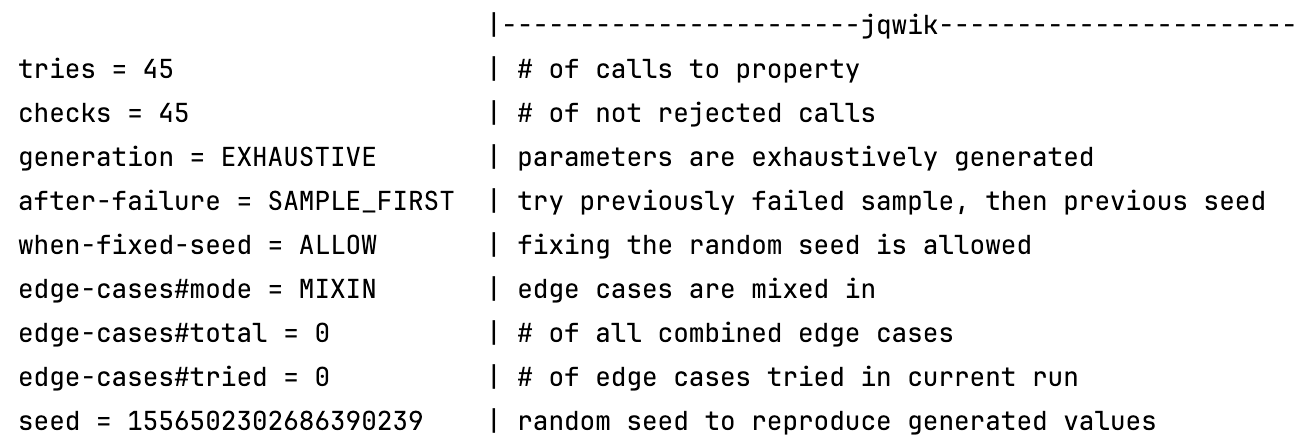 |-----------------------jqwik-----------------------
tries = 45 | # of calls to property
checks = 45 | # of not rejected calls
generation = EXHAUSTIVE | parameters are exhaustively generated
after-failure = SAMPLE_FIRST | try previously failed sample, then previous seed
when-fixed-seed = ALLOW | fixing the random seed is allowed
edge-cases#mode = MIXIN | edge cases are mixed in
edge-cases#total = 0 | # of all combined edge cases
edge-cases#tried = 0 | # of edge cases tried in current run
seed = 1556502302686390239 | random seed to reproduce generated values